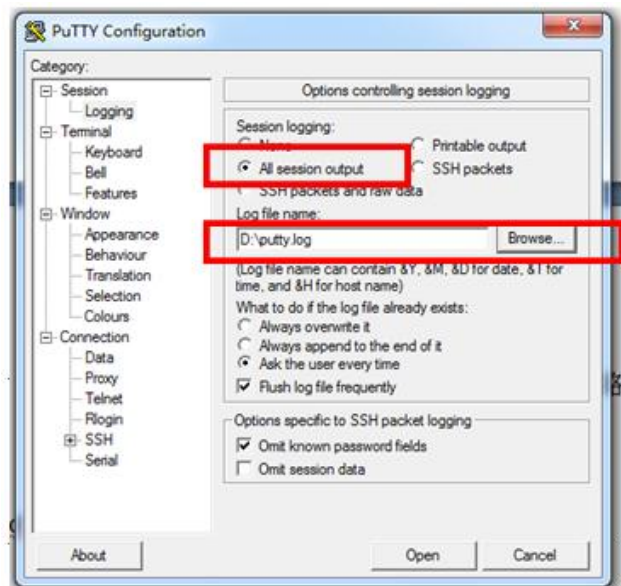 PuTTY Configuration
Category:
Session
Logging
Terminal
Keyboard
Bell
Features
Window
Appearance
Behaviour
Translation
Selection
Colours
Connection
Data
Proxy
Telnet
Rlogin
SSH
Serial
Options controlling session logging
Session logging:
None
Printable output
All session output
SSH packets
SSH packets and raw data
Log file name:
D:\putty.log
Browse...
(Log file name can contain &Y, &M, &D for date, &T for
time, and &H for host name)
What to do if the log file already exists:
Always overwrite it
Always append to the end of it
Ask the user every time
Flush log file frequently
Options specific to SSH packet logging
Omit known password fields
Omit session data
About
Open
Cancel